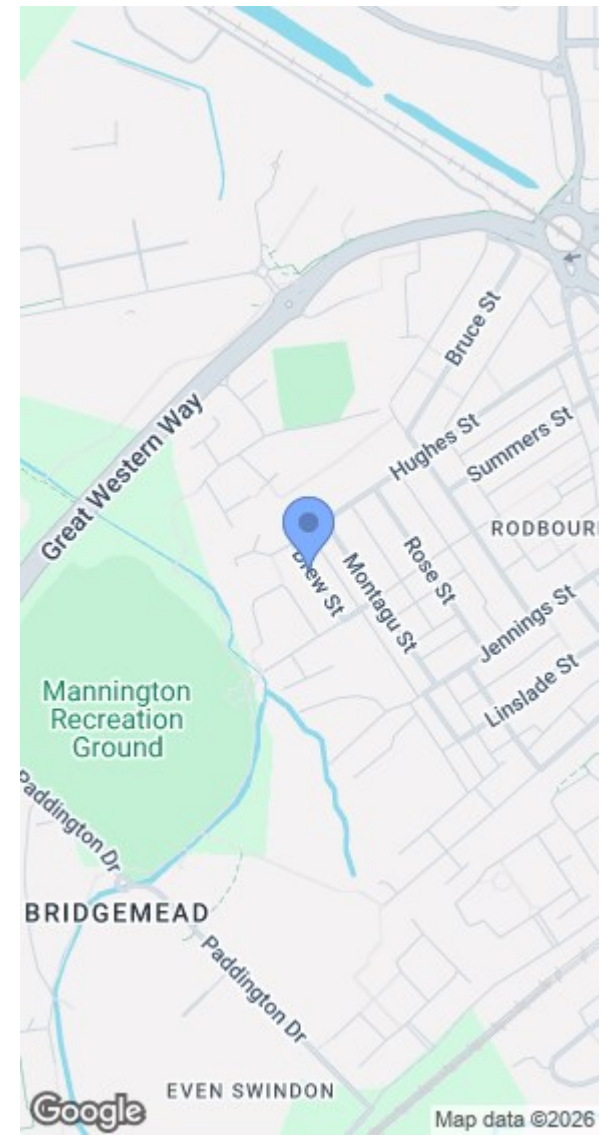 Bruce St
Great Western Way
Hughes St
Summers St
RODBOUR
Drew St
Montagu St
Rose St
Jennings St
Linslade St
Mannington
Recreation
Ground
Paddington Dr
BRIDGEMEAD
Paddington Dr
EVEN SWINDON
Google
Map data ©2026